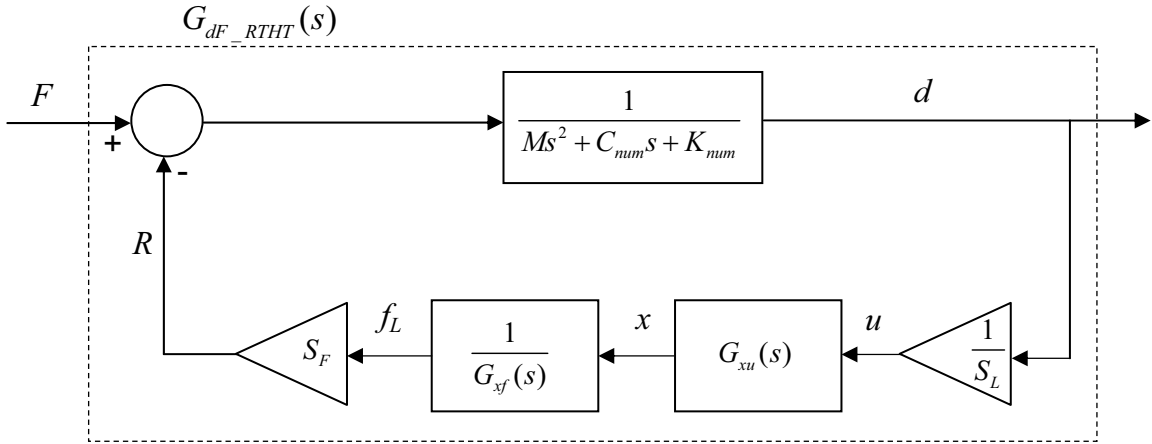 G_{dF_RTHT}(s)
F
d
+
-
1
Ms^2 + C_{num}s + K_{num}
R
S_F
f_L
1
G_{xf}(s)
x
G_{xu}(s)
u
1
S_L